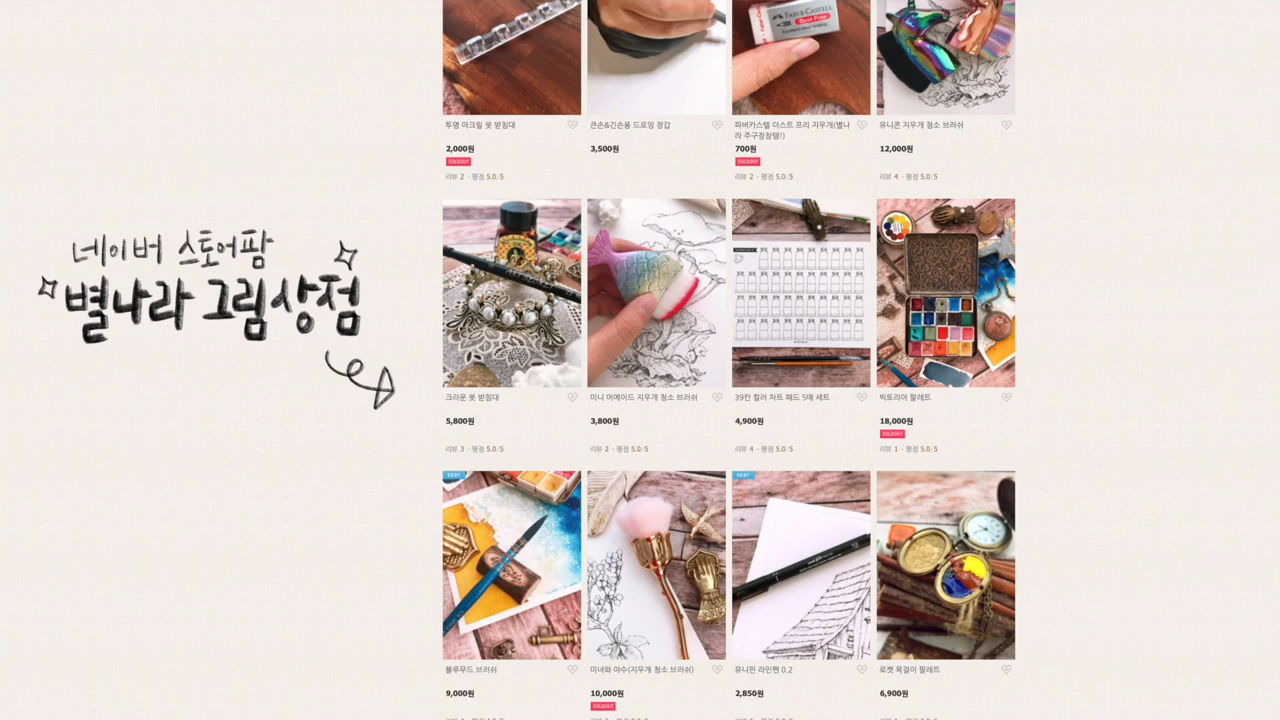 네이버 스토어팜
별나라 그림상점
FABER-CASTELL
Dust-Free
투명 아크릴 붓 받침대
2,000원
SOLDOUT
리뷰 2 · 평점 5.0/5
큰손&긴손용 드로잉 장갑
3,500원
파버카스텔 더스트 프리 지우개(별나
라 주구장창템!)
700원
SOLDOUT
리뷰 2 · 평점 5.0/5
유니콘 지우개 청소 브러쉬
12,000원
리뷰 4 · 평점 5.0/5
크라운 붓 받침대
5,800원
리뷰 3 · 평점 5.0/5
미니 머메이드 지우개 청소 브러쉬
3,800원
리뷰 2 · 평점 5.0/5
39칸 컬러 차트 패드 5매 세트
4,900원
리뷰 4 · 평점 5.0/5
빅토리아 팔레트
18,000원
SOLDOUT
리뷰 1 · 평점 5.0/5
NEW!
블루무드 브러쉬
9,000원
미녀와 야수(지우개 청소 브러쉬)
10,000원
SOLDOUT
NEW!
유니핀 라인펜 0.2
2,850원
로켓 목걸이 팔레트
6,900원